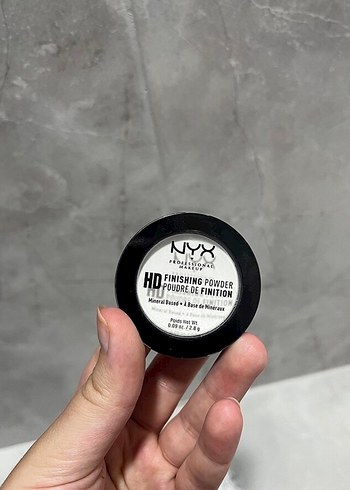 NYX
PROFESSIONAL
MAKEUP
HD FINISHING POWDER
POUDRE DE FINITION
Mineral Based • À Base de Minéraux
Poids Net Wt.
0.09 oz. / 2.8 g